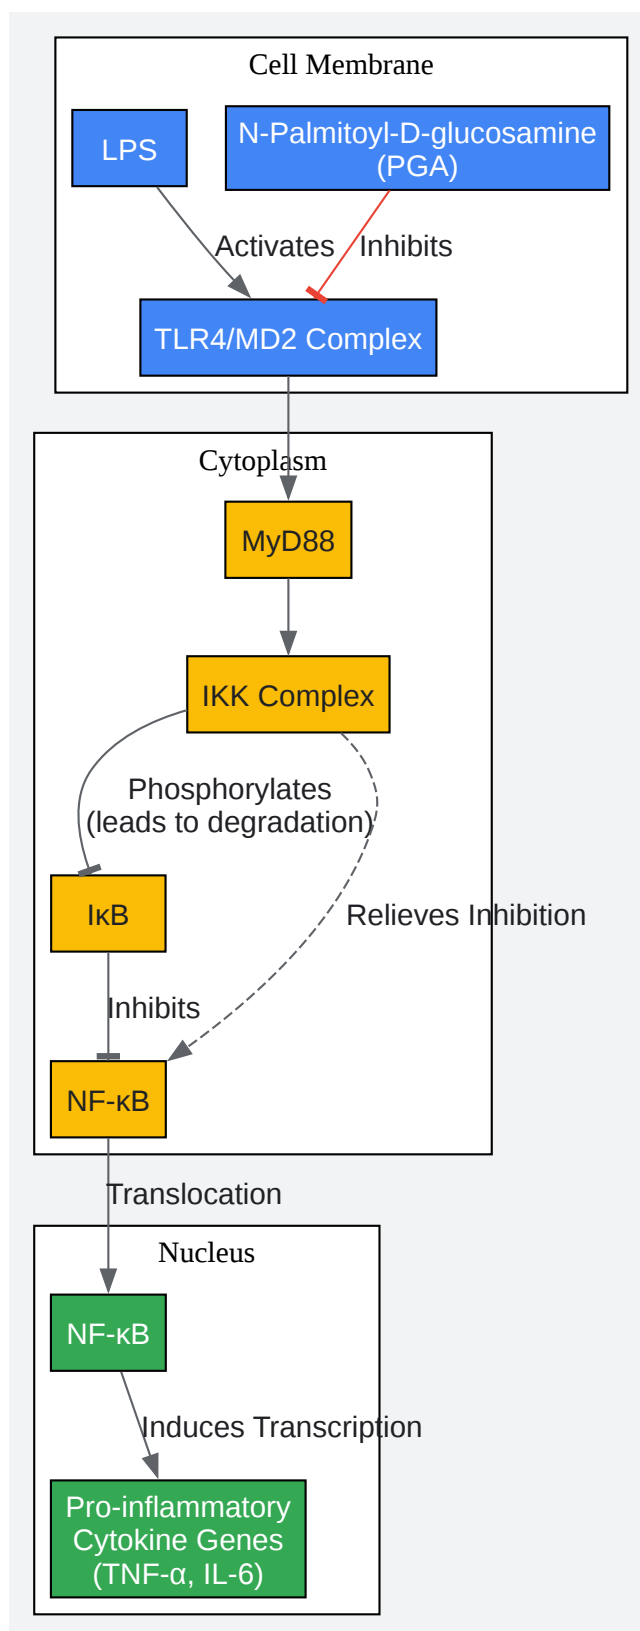 Cell Membrane
LPS
N-Palmitoyl-D-glucosamine
(PGA)
Activates
Inhibits
TLR4/MD2 Complex
Cytoplasm
MyD88
IKK Complex
Phosphorylates
(leads to degradation)
IκB
Relieves Inhibition
Inhibits
NF-κB
Translocation
Nucleus
NF-κB
Induces Transcription
Pro-inflammatory
Cytokine Genes
(TNF-α, IL-6)